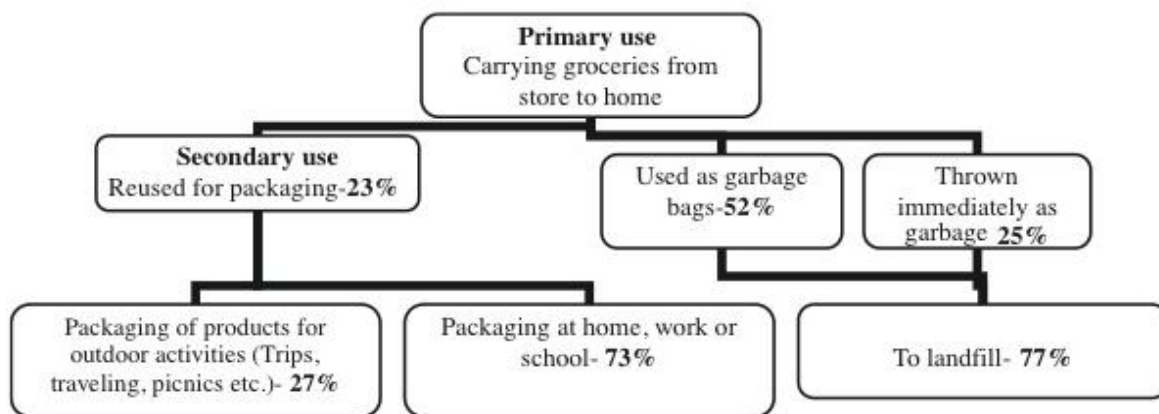 Primary use
Carrying groceries from
store to home
Secondary use
Reused for packaging-23%
Used as garbage
bags-52%
Thrown
immediately as
garbage 25%
Packaging of products for
outdoor activities (Trips,
traveling, picnics etc.)- 27%
Packaging at home, work or
school- 73%
To landfill- 77%